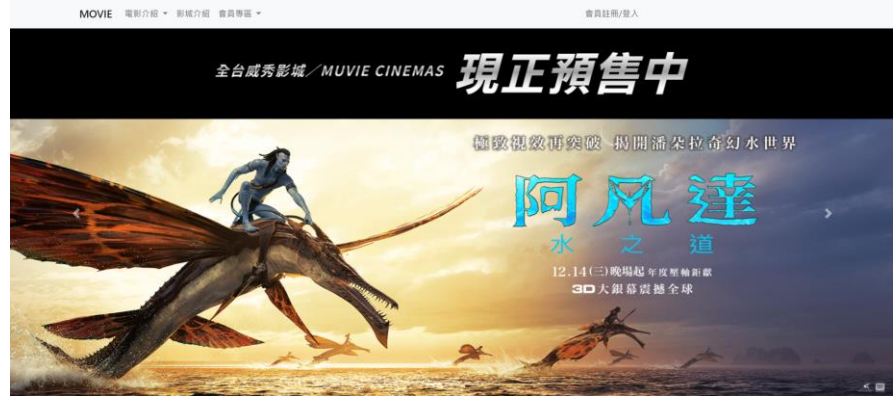 MOVIE 電影介紹 影城介紹 會員專區 會員註冊/登入
全台威秀影城/MUVIE CINEMAS 現正預售中
極致視效再突破 揭開潘朵拉奇幻水世界
阿凡達
水之道
12.14(三)晚場起 年度壓軸鉅獻
3D大銀幕震撼全球